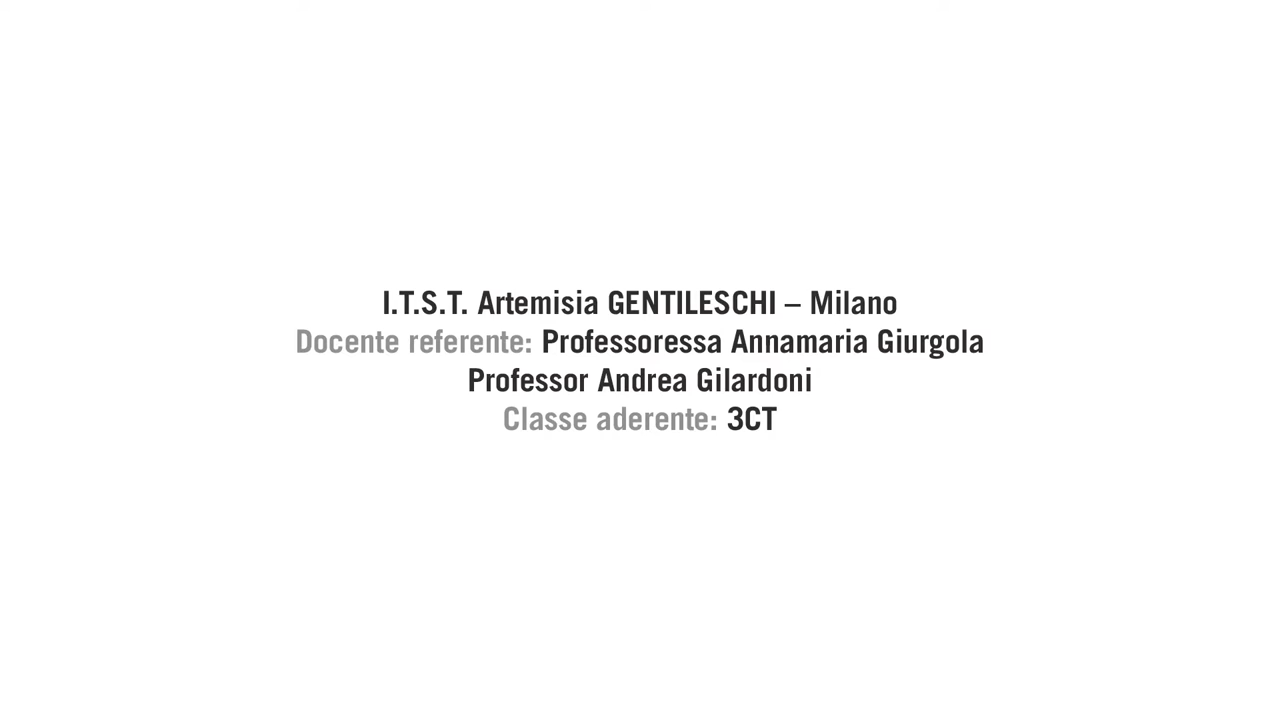 I.T.S.T. Artemisia GENTILESCHI – Milano
Docente referente: Professoressa Annamaria Giurgola
Professor Andrea Gilardoni
Classe aderente: 3CT